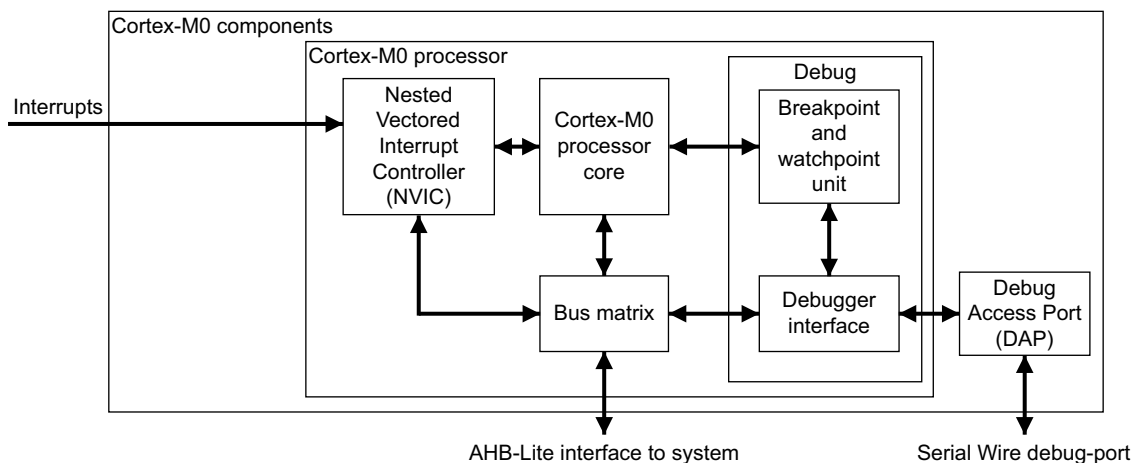 Cortex-M0 components
Cortex-M0 processor
Interrupts
Nested
Vectored
Interrupt
Controller
(NVIC)
Cortex-M0
processor
core
Debug
Breakpoint
and
watchpoint
unit
Bus matrix
Debugger
interface
Debug
Access Port
(DAP)
AHB-Lite interface to system
Serial Wire debug-port